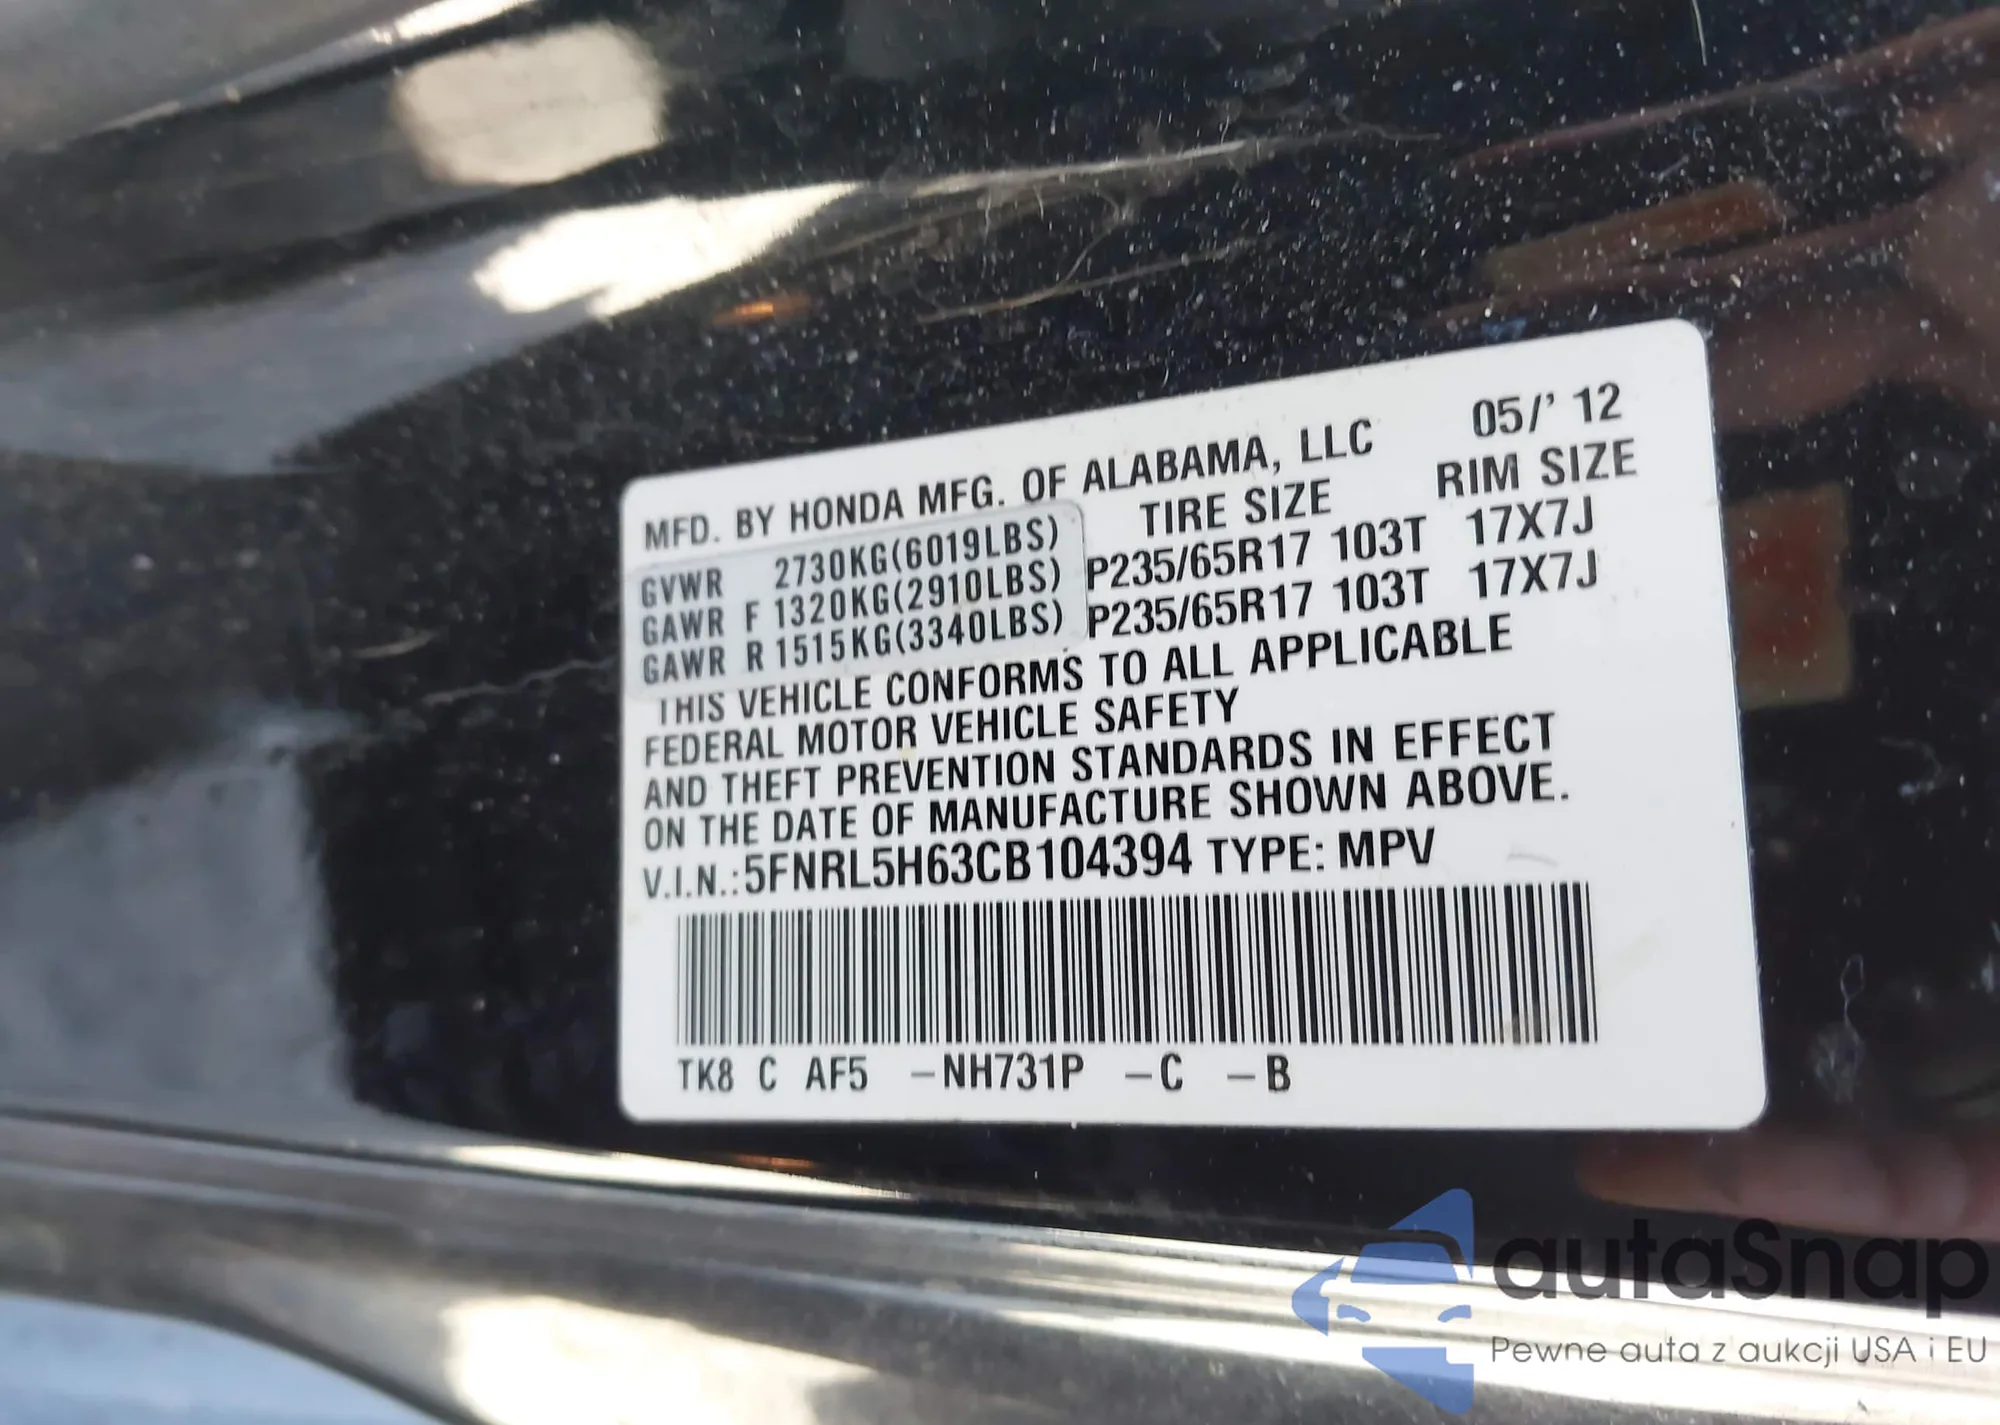 MFD. BY HONDA MFG. OF ALABAMA, LLC 05/' 12
TIRE SIZE RIM SIZE
GVWR 2730KG(6019LBS)
GAWR F 1320KG(2910LBS) P235/65R17 103T 17X7J
GAWR R 1515KG(3340LBS) P235/65R17 103T 17X7J
THIS VEHICLE CONFORMS TO ALL APPLICABLE
FEDERAL MOTOR VEHICLE SAFETY
AND THEFT PREVENTION STANDARDS IN EFFECT
ON THE DATE OF MANUFACTURE SHOWN ABOVE.
V.I.N.:5FNRL5H63CB104394 TYPE: MPV
TK8 C AF5 –NH731P –C –B
autaSnap
Pewne auta z aukcji USA i EU